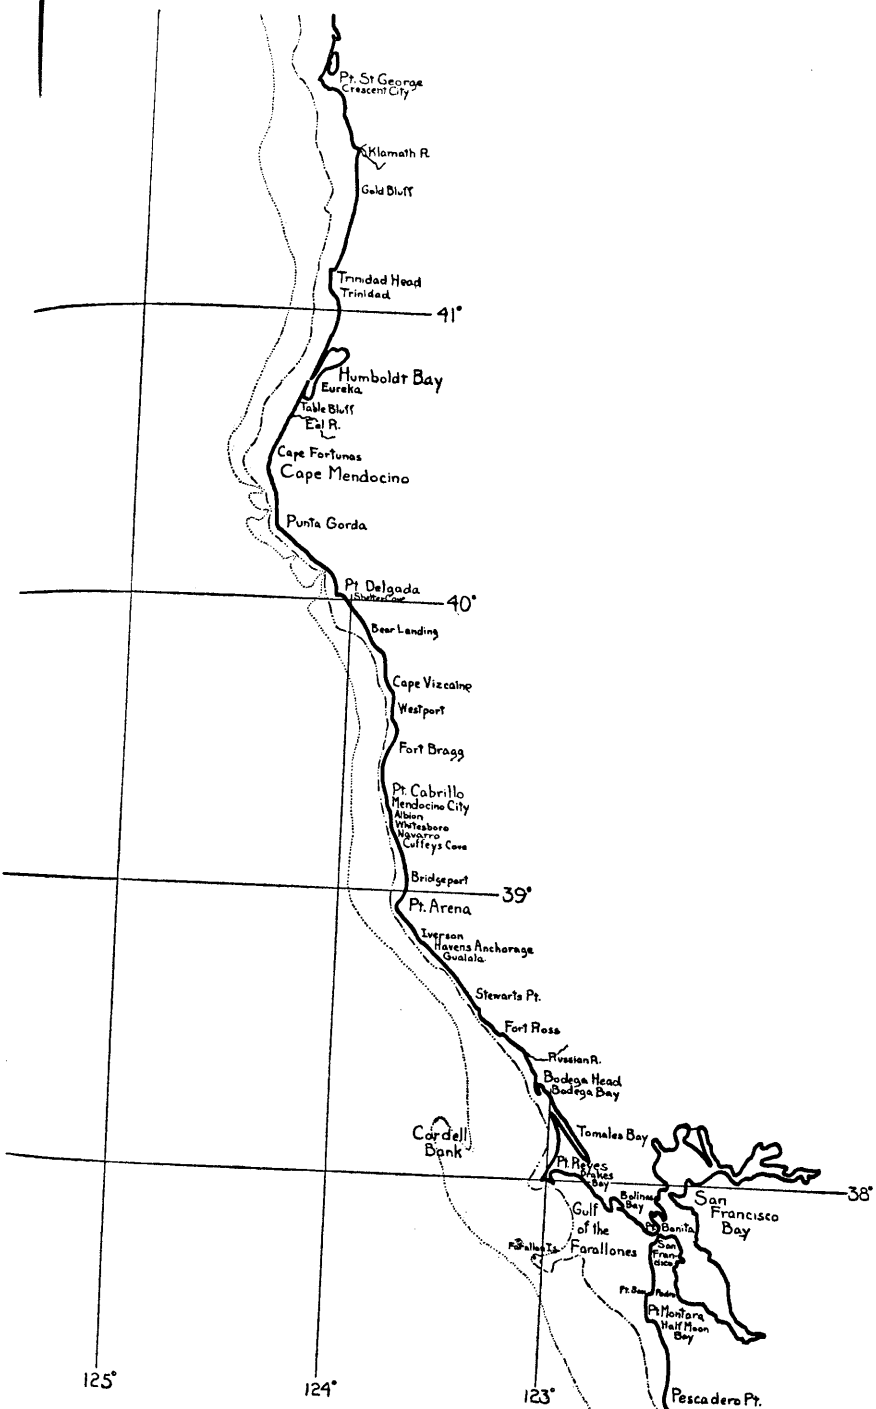 Pt. St George
Crescent City
Klamath R.
Gold Bluff
Trinidad Head
Trinidad
41°
Humboldt Bay
Eureka
Table Bluff
Eel R.
Cape Fortunas
Cape Mendocino
Punta Gorda
Pt Delgada
Shelter Cove
40°
Bear Landing
Cape Vizcaine
Westport
Fort Bragg
Pt. Cabrillo
Mendocino City
Albion
Whitesboro
Navarro
Cuffeys Cove
Bridgeport
39°
Pt. Arena
Iverson
Havens Anchorage
Gualala
Stewarts Pt.
Fort Ross
Russian R.
Bodega Head
Bodega Bay
Cordell
Bank
Tomales Bay
Pt. Reyes
Drakes
Bay
38°
Bolinas
Bay
San
Francisco
Bay
Gulf
of the
Farallones
Pt. Bonita
Farallon Is.
San
Fran-
cisco
Pt. San Pedro
Pt Montara
Half Moon
Bay
125°
124°
123°
Pescadero Pt.